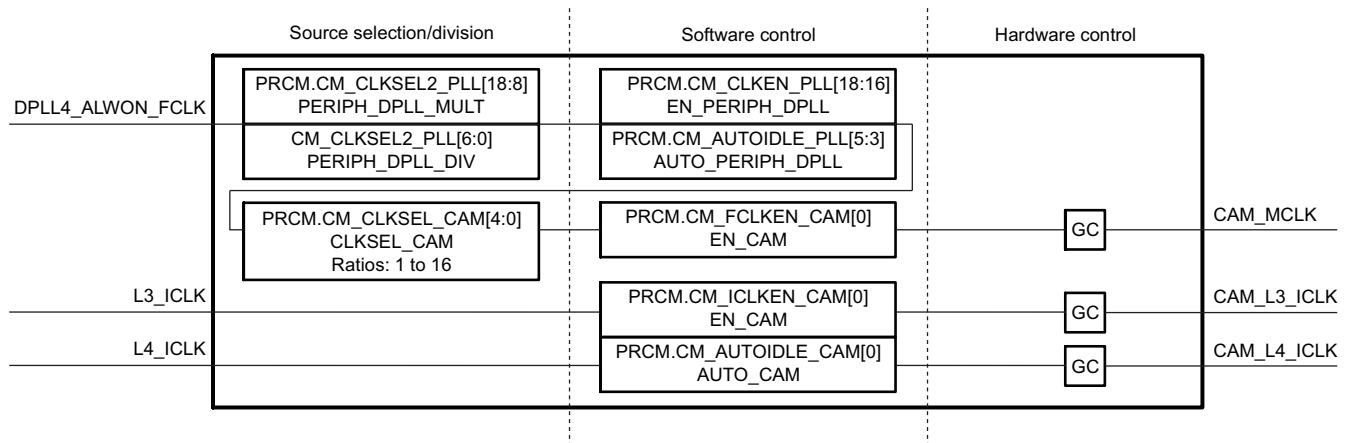 Source selection/division
Software control
Hardware control
PRCM.CM_CLKSEL2_PLL[18:8]
PERIPH_DPLL_MULT
PRCM.CM_CLKEN_PLL[18:16]
EN_PERIPH_DPLL
DPLL4_ALWON_FCLK
CM_CLKSEL2_PLL[6:0]
PERIPH_DPLL_DIV
PRCM.CM_AUTOIDLE_PLL[5:3]
AUTO_PERIPH_DPLL
PRCM.CM_CLKSEL_CAM[4:0]
CLKSEL_CAM
Ratios: 1 to 16
PRCM.CM_FCLKEN_CAM[0]
EN_CAM
GC
CAM_MCLK
L3_ICLK
PRCM.CM_ICLKEN_CAM[0]
EN_CAM
GC
CAM_L3_ICLK
L4_ICLK
PRCM.CM_AUTOIDLE_CAM[0]
AUTO_CAM
GC
CAM_L4_ICLK